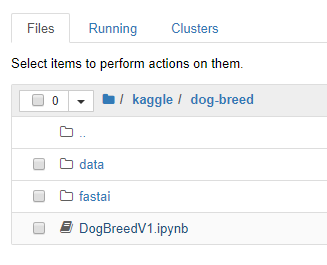 Files Running Clusters
Select items to perform actions on them.
0 / kaggle / dog-breed
..
data
fastai
DogBreedV1.ipynb